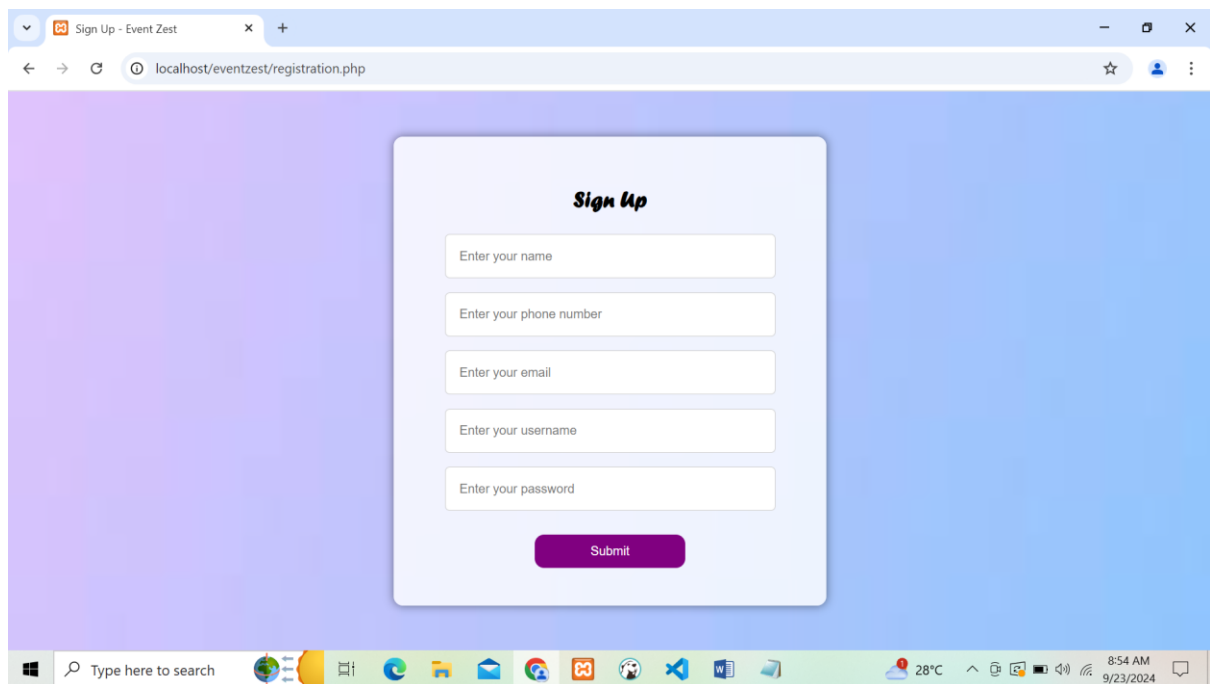 Sign Up - Event Zest
localhost/eventzest/registration.php
Sign Up
Enter your name
Enter your phone number
Enter your email
Enter your username
Enter your password
Submit
Type here to search
1
28°C
8:54 AM
9/23/2024